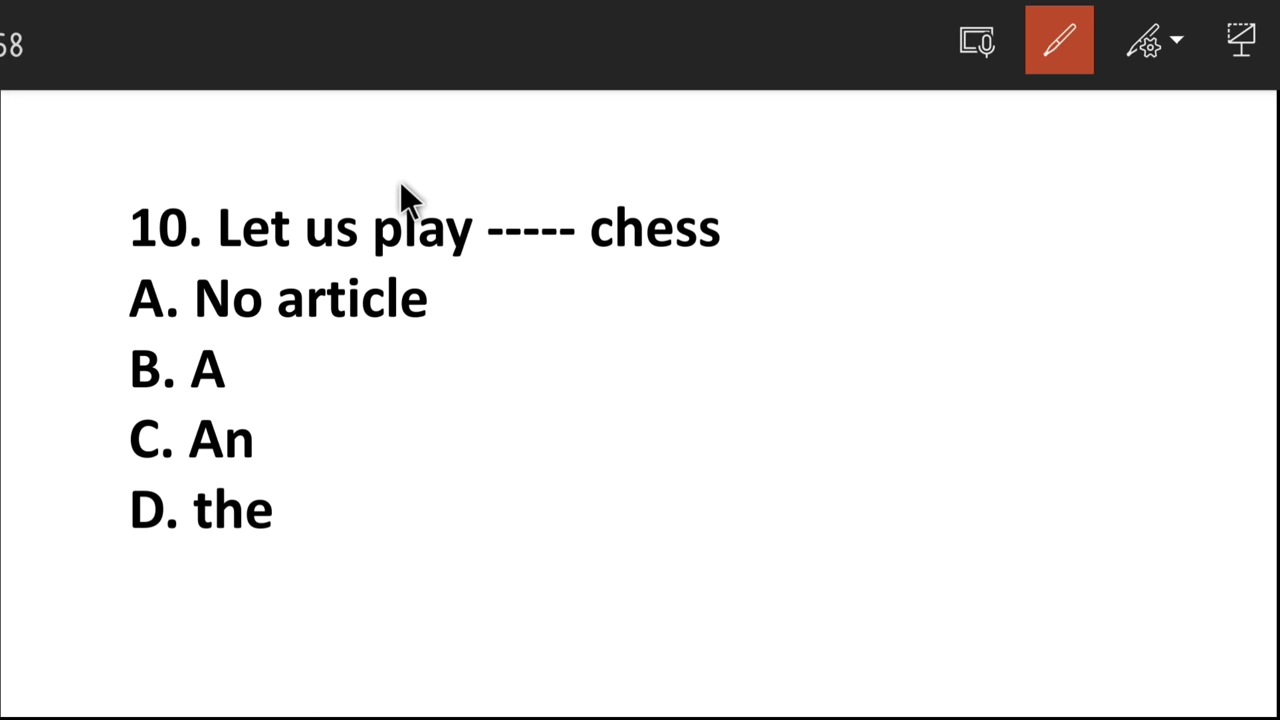 10. Let us play ----- chess
A. No article
B. A
C. An
D. the